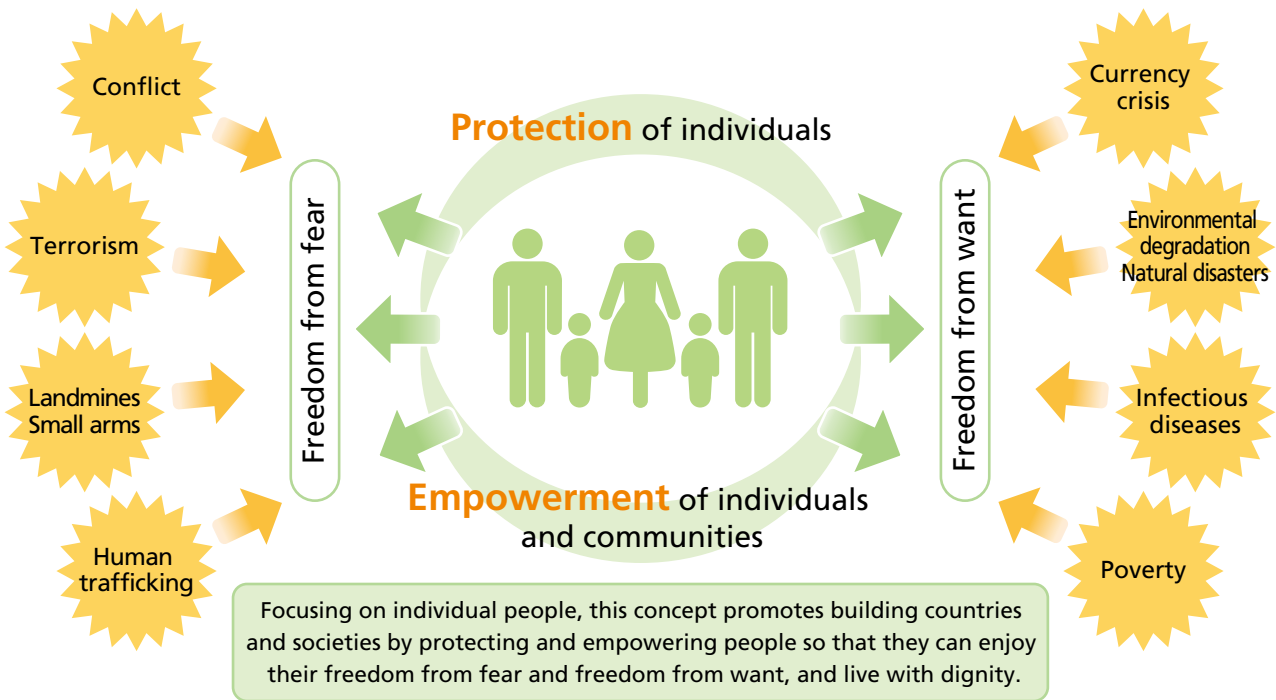 Conflict
Terrorism
Landmines
Small arms
Human
trafficking
Freedom from fear
Protection of individuals
Empowerment of individuals
and communities
Freedom from want
Currency
crisis
Environmental
degradation
Natural disasters
Infectious
diseases
Poverty
Focusing on individual people, this concept promotes building countries
and societies by protecting and empowering people so that they can enjoy
their freedom from fear and freedom from want, and live with dignity.